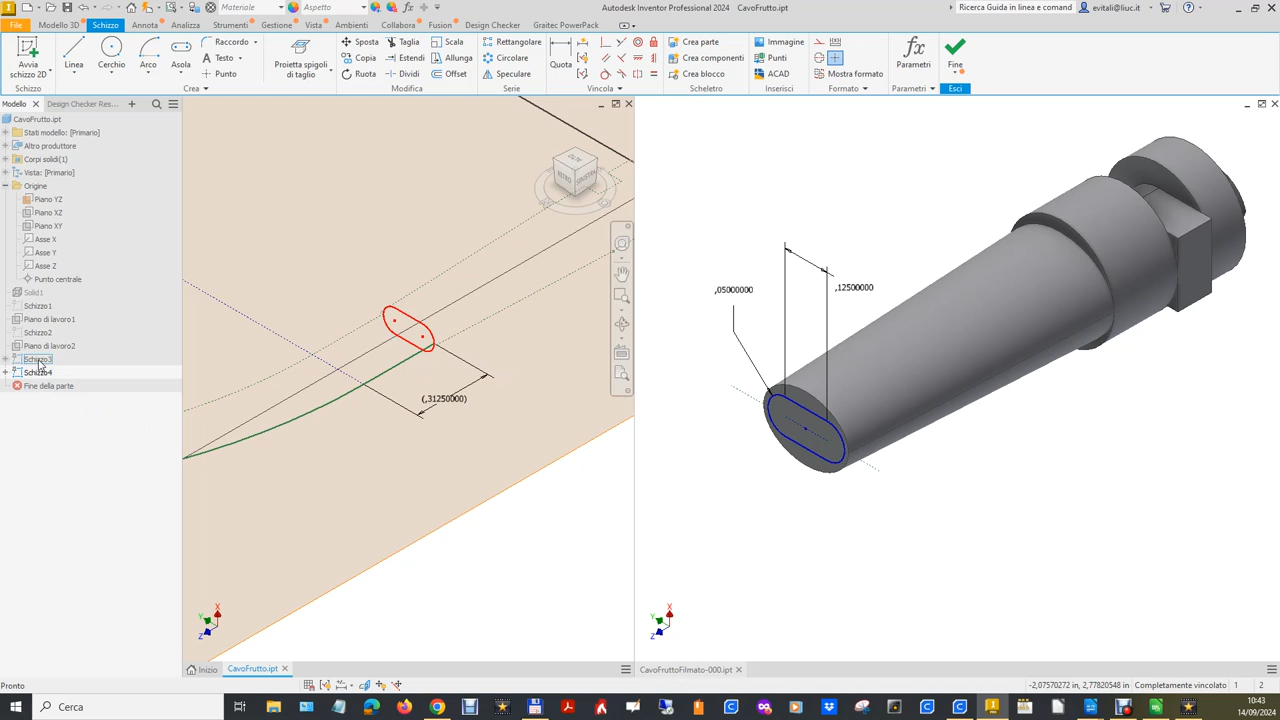 Materiale
Aspetto
Autodesk Inventor Professional 2024 CavoFrutto.ipt
Ricerca Guida in linea e comandi
evitali@liuc.it
File
Modello 3D
Schizzo
Annota
Analizza
Strumenti
Gestione
Vista
Ambienti
Collabora
Fusion
Design Checker
Graitec PowerPack
Avvia
schizzo 2D
Linea
Cerchio
Arco
Asola
Raccordo
Testo
Punto
Proietta spigoli
di taglio
Sposta
Copia
Ruota
Taglia
Estendi
Dividi
Scala
Allunga
Offset
Rettangolare
Circolare
Speculare
Quota
Crea parte
Crea componenti
Crea blocco
Immagine
Punti
ACAD
Mostra formato
fx
Parametri
Fine
Schizzo
Crea
Modifica
Serie
Vincola
Scheletro
Inserisci
Formato
Parametri
Esci
Modello
Design Checker Res...
CavoFrutto.ipt
Stati modello: [Primario]
Altro produttore
Corpi solidi(1)
Vista: [Primario]
Origine
Piano YZ
Piano XZ
Piano XY
Asse X
Asse Y
Asse Z
Punto centrale
Solid1
Schizzo1
Piano di lavoro1
Schizzo2
Piano di lavoro2
Schizzo3
Schizzo4
Fine della parte
RETRO
SINISTRA
(,31250000)
,05000000
,12500000
X
Y
Z
X
Y
Z
Inizio
CavoFrutto.ipt
CavoFruttoFilmato-000.ipt
Pronto
-2,07570272 in, 2,77820548 in
Completamente vincolato
1
2
Cerca
10:43
14/09/2024